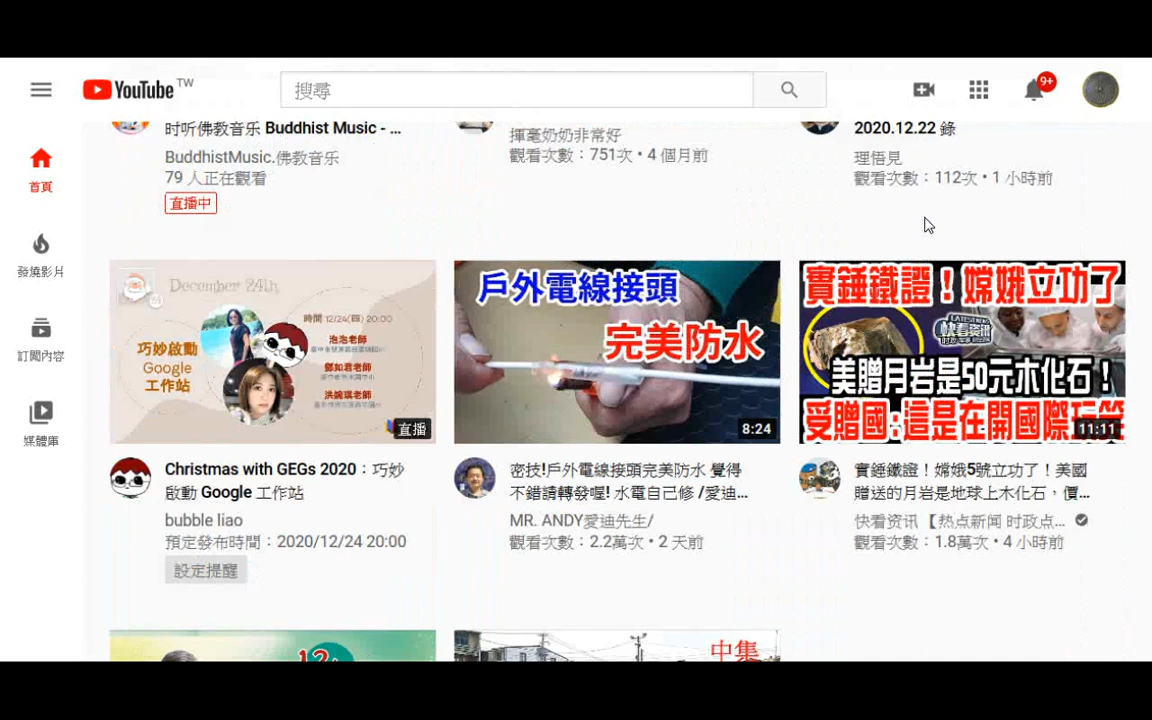 YouTube TW
搜尋
9+
时听佛教音乐 Buddhist Music - ...
BuddhistMusic.佛教音乐
79 人正在觀看
直播中
揮毫奶奶非常好
觀看次數：751次 • 4 個月前
2020.12.22 錄
理悟見
觀看次數：112次 • 1 小時前
首頁
發燒影片
訂閱內容
媒體庫
December 24th
時間 12/24(四) 20:00
巧妙啟動
Google
工作站
泡泡老師
鄭如君老師
洪婉琪老師
直播
戶外電線接頭
完美防水
8:24
實錘鐵證！嫦娥立功了
快看資訊
美贈月岩是50元木化石！
受贈國:這是在開國際玩笑
11:11
Christmas with GEGs 2020：巧妙
啟動 Google 工作站
bubble liao
預定發布時間：2020/12/24 20:00
設定提醒
密技!戶外電線接頭完美防水 覺得
不錯請轉發喔! 水電自己修 /愛迪...
MR. ANDY愛迪先生/
觀看次數：2.2萬次 • 2 天前
實錘鐵證！嫦娥5號立功了！美國
贈送的月岩是地球上木化石，價...
快看资讯 【热点新闻 时政点...
觀看次數：1.8萬次 • 4 小時前
中集